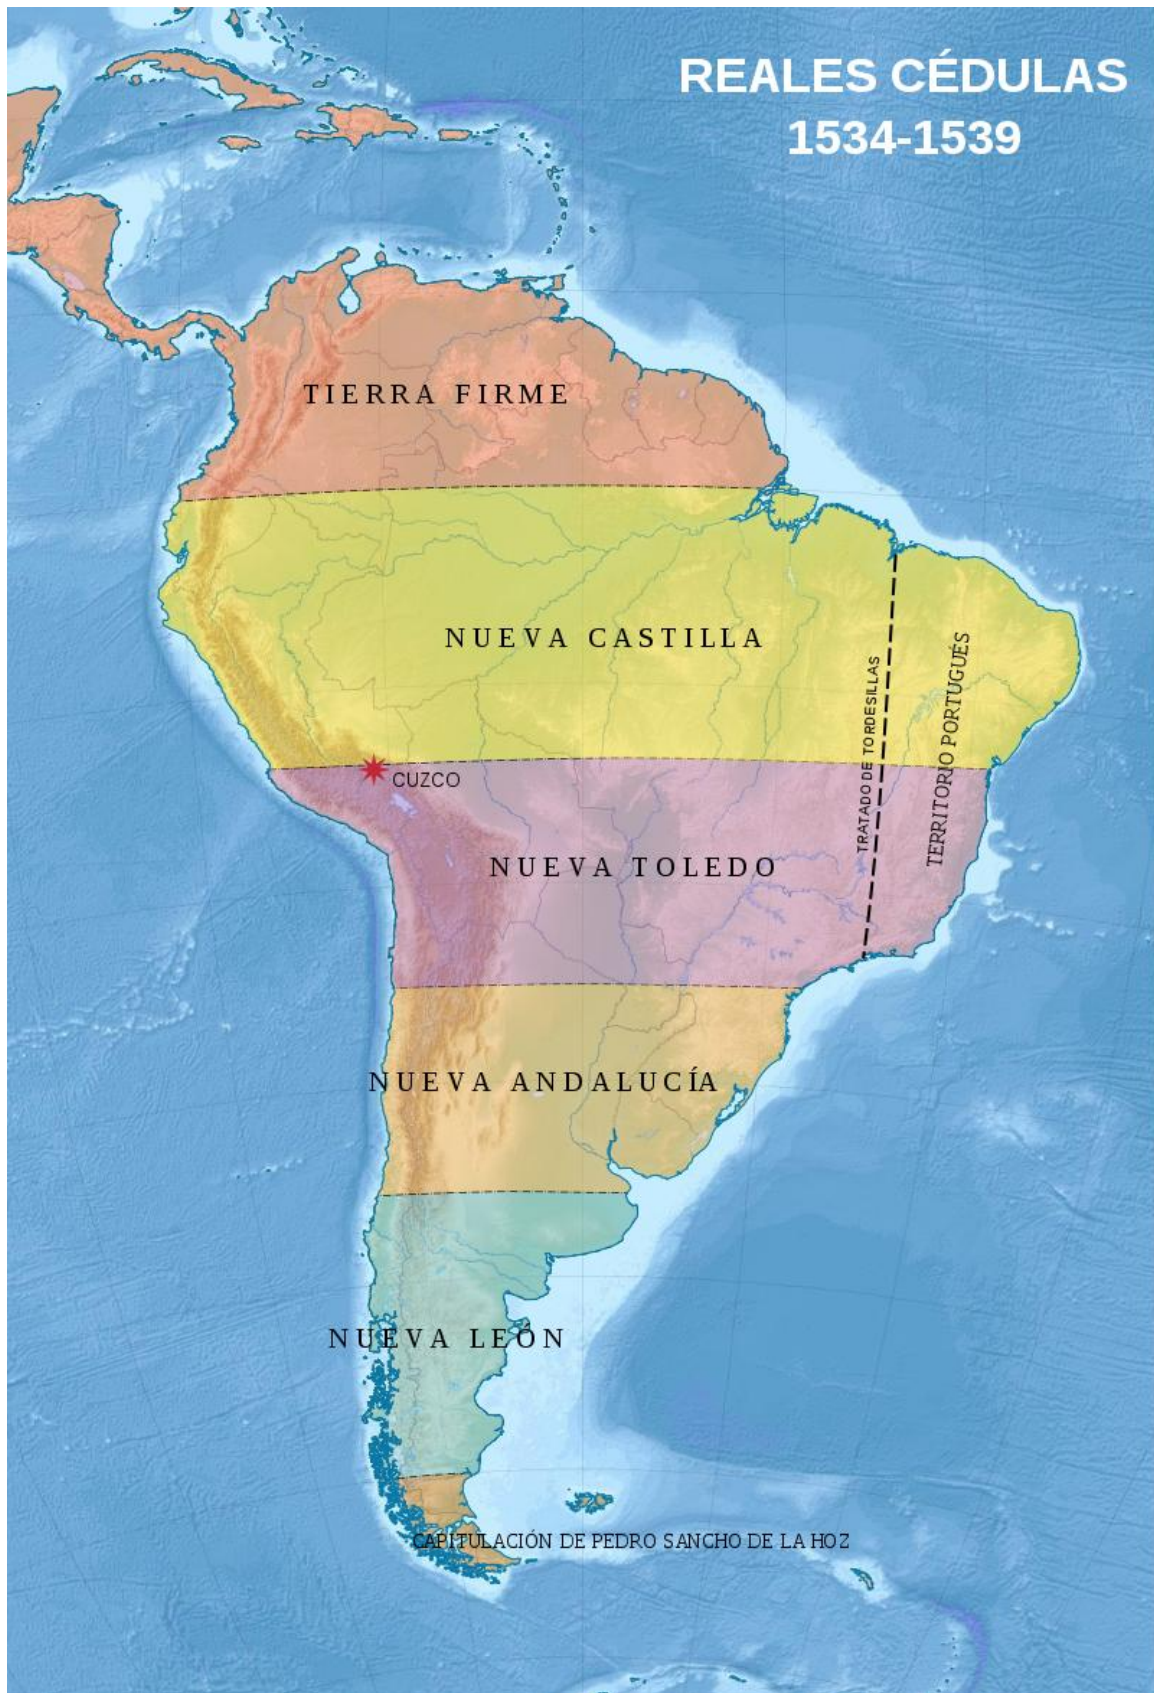 REALES CÉDULAS
1534-1539
TIERRA FIRME
NUEVA CASTILLA
TRATADO DE TORDESILLAS
TERRITORIO PORTUGUÉS
CUZCO
NUEVA TOLEDO
NUEVA ANDALUCÍA
NUEVA LEÓN
CAPITULACIÓN DE PEDRO SANCHO DE LA HOZ